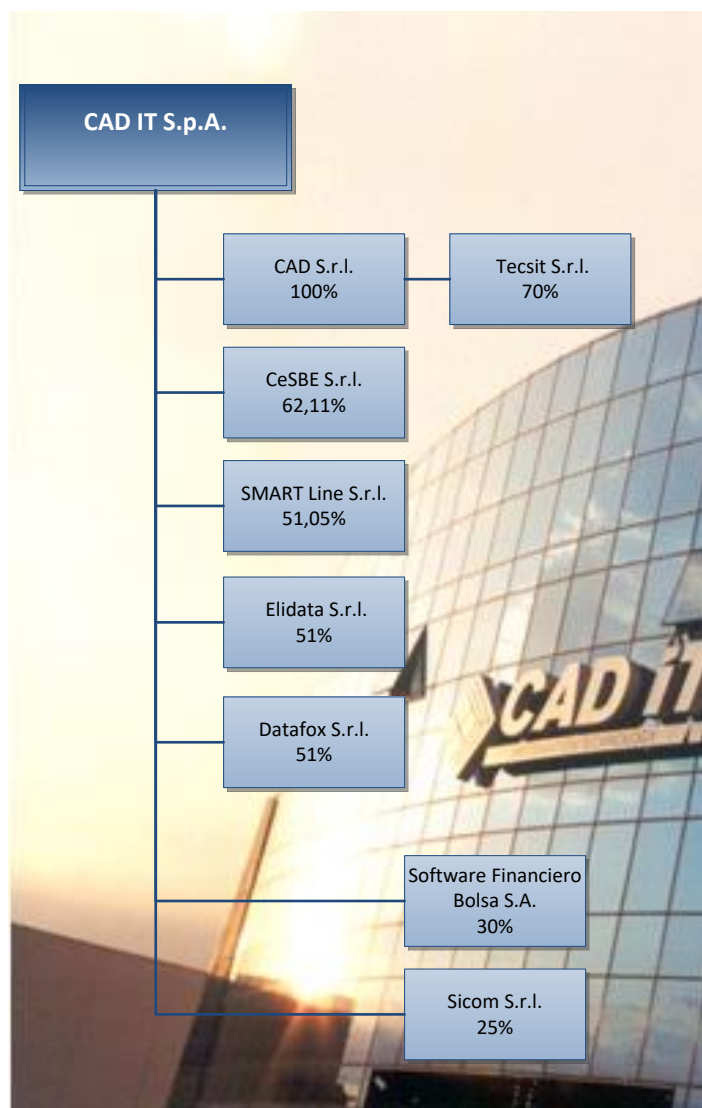 CAD IT S.p.A.
CAD S.r.l.
100%
Tecsit S.r.l.
70%
CeSBE S.r.l.
62,11%
SMART Line S.r.l.
51,05%
Elidata S.r.l.
51%
Datafox S.r.l.
51%
CAD iT
Software Financiero
Bolsa S.A.
30%
Sicom S.r.l.
25%